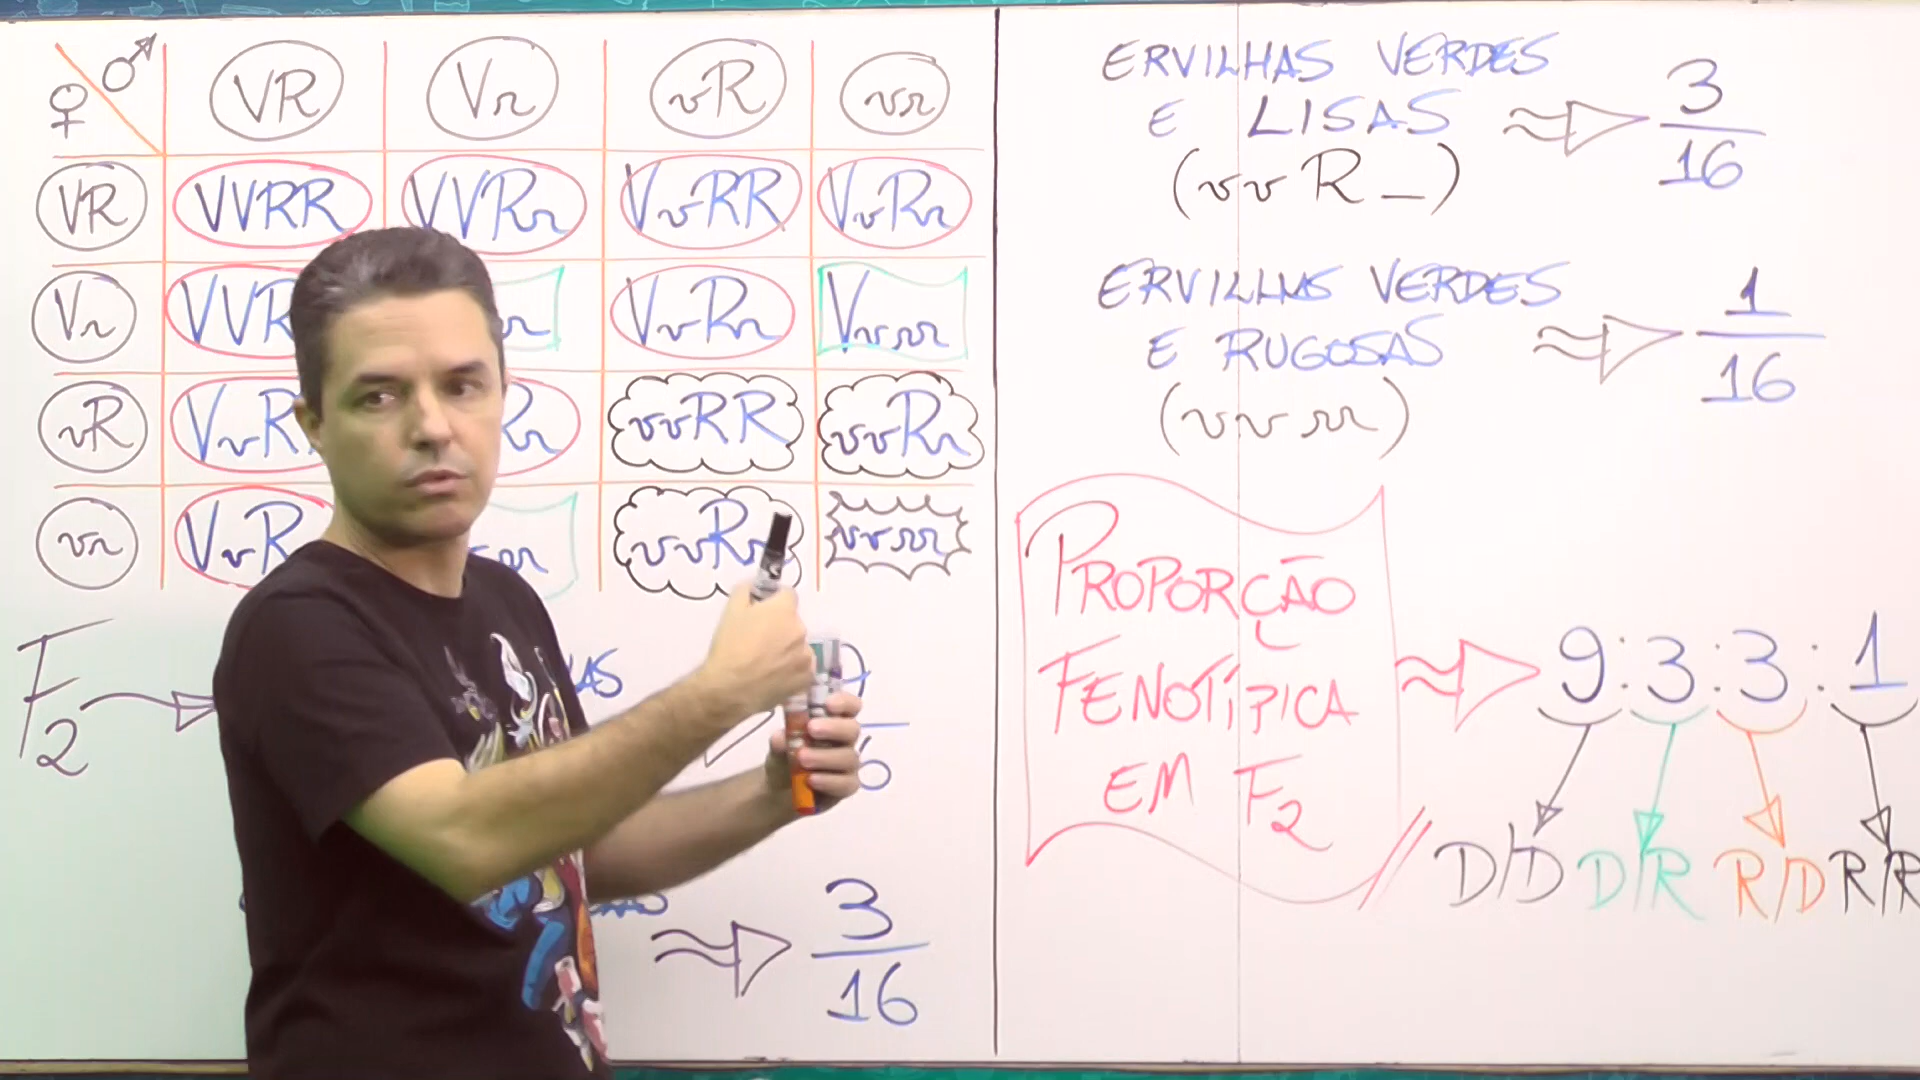 ♀ ♂ VR Vr vR vr
VR VVRR VVRr VvRR VvRr
Vr VVR VvRr Vvrr
vR VvR Rr vvRR vvRr
vr VvR vvRr vvrr
F2
3
16
ERVILHAS VERDES
E LISAS
(vvR_)
3
16
ERVILHAS VERDES
E RUGOSAS
(vvrr)
1
16
PROPORÇÃO
FENOTÍPICA
EM F2
9:3:3:1
D/D D/R R/D R/R